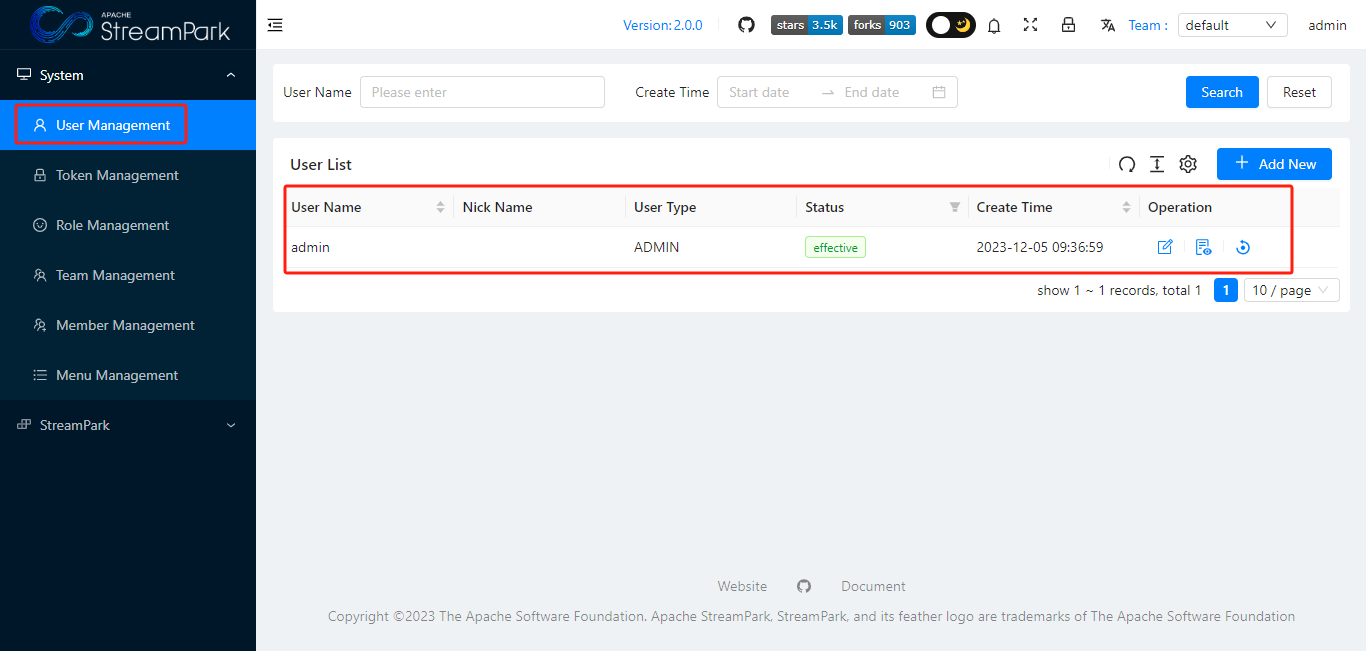 APACHE
StreamPark
Version:2.0.0
stars 3.5k
forks 903
Team :
default
admin
System
User Management
Token Management
Role Management
Team Management
Member Management
Menu Management
StreamPark
User Name
Please enter
Create Time
Start date
End date
Search
Reset
User List
Add New
User Name Nick Name User Type Status Create Time Operation
admin ADMIN effective 2023-12-05 09:36:59
show 1 ~ 1 records, total 1 1 10 / page
Website Document
Copyright ©2023 The Apache Software Foundation. Apache StreamPark, StreamPark, and its feather logo are trademarks of The Apache Software Foundation